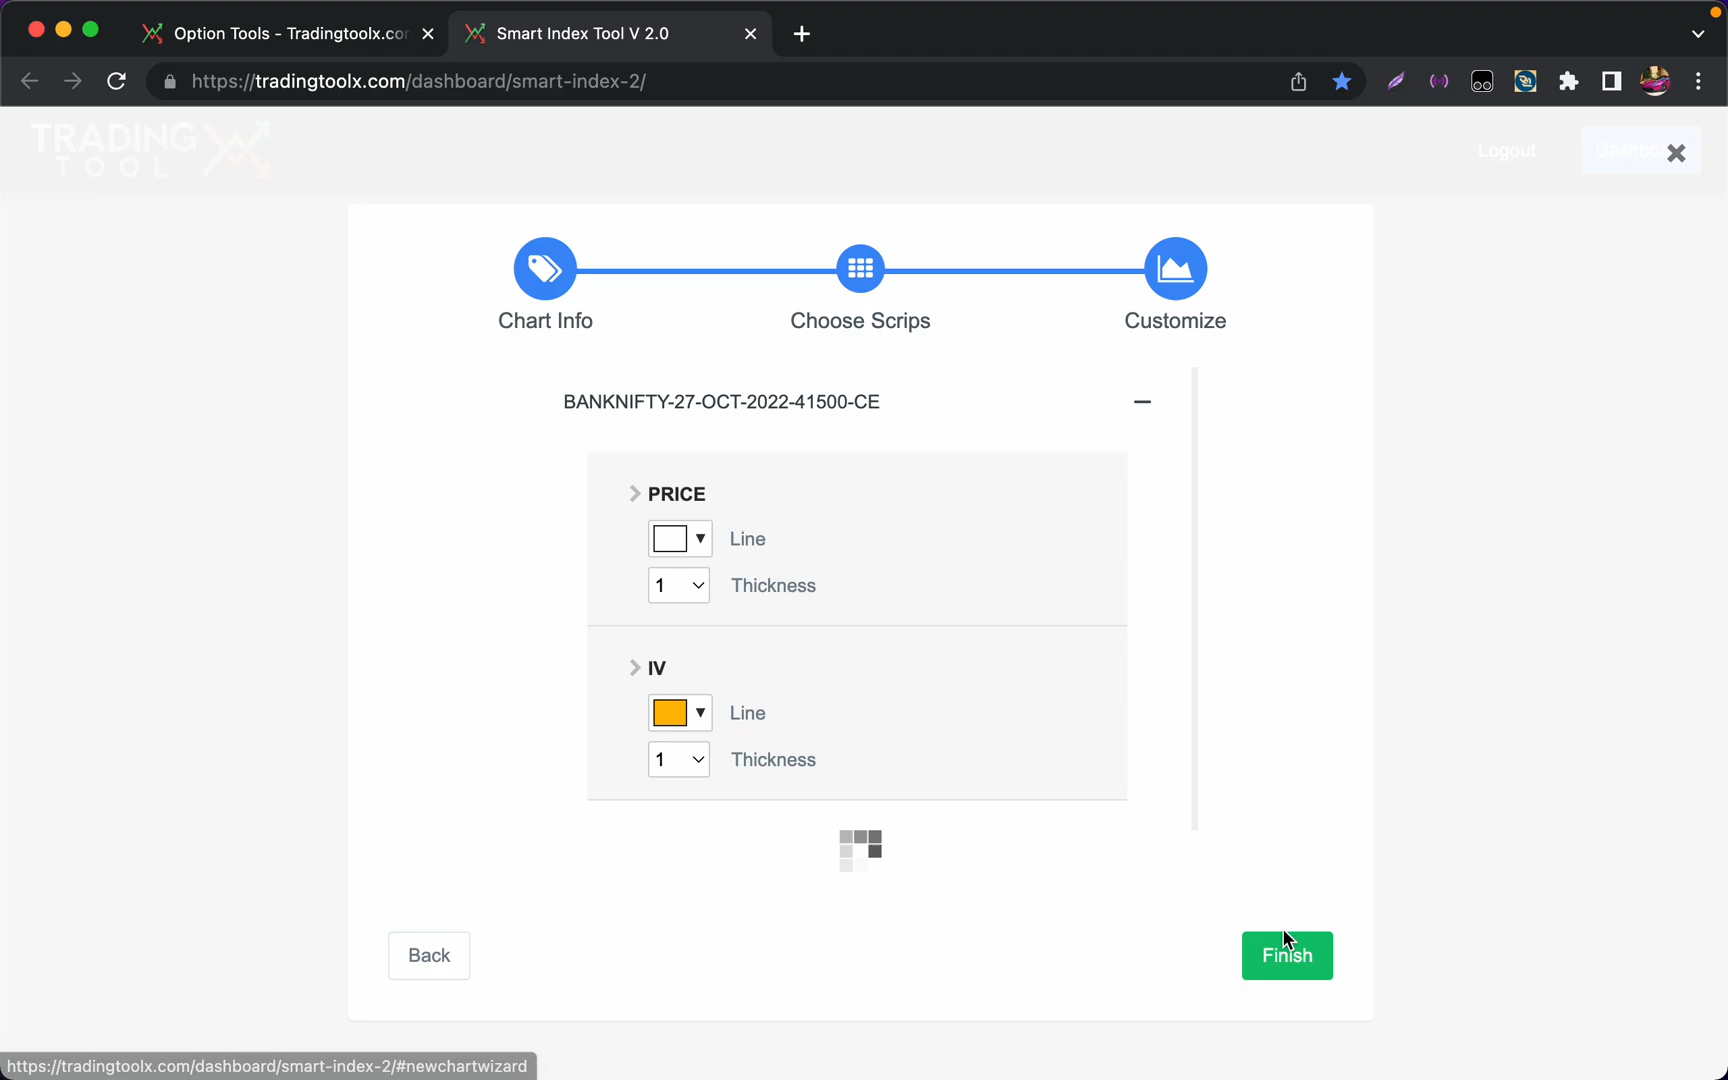 Option Tools - Tradingtoolx.co
Smart Index Tool V 2.0
https://tradingtoolx.com/dashboard/smart-index-2/
TRADING
TOOL
Logout
Chart Info
Choose Scrips
Customize
BANKNIFTY-27-OCT-2022-41500-CE
PRICE
Line
1
Thickness
IV
Line
1
Thickness
Back
Finish
https://tradingtoolx.com/dashboard/smart-index-2/#newchartwizard